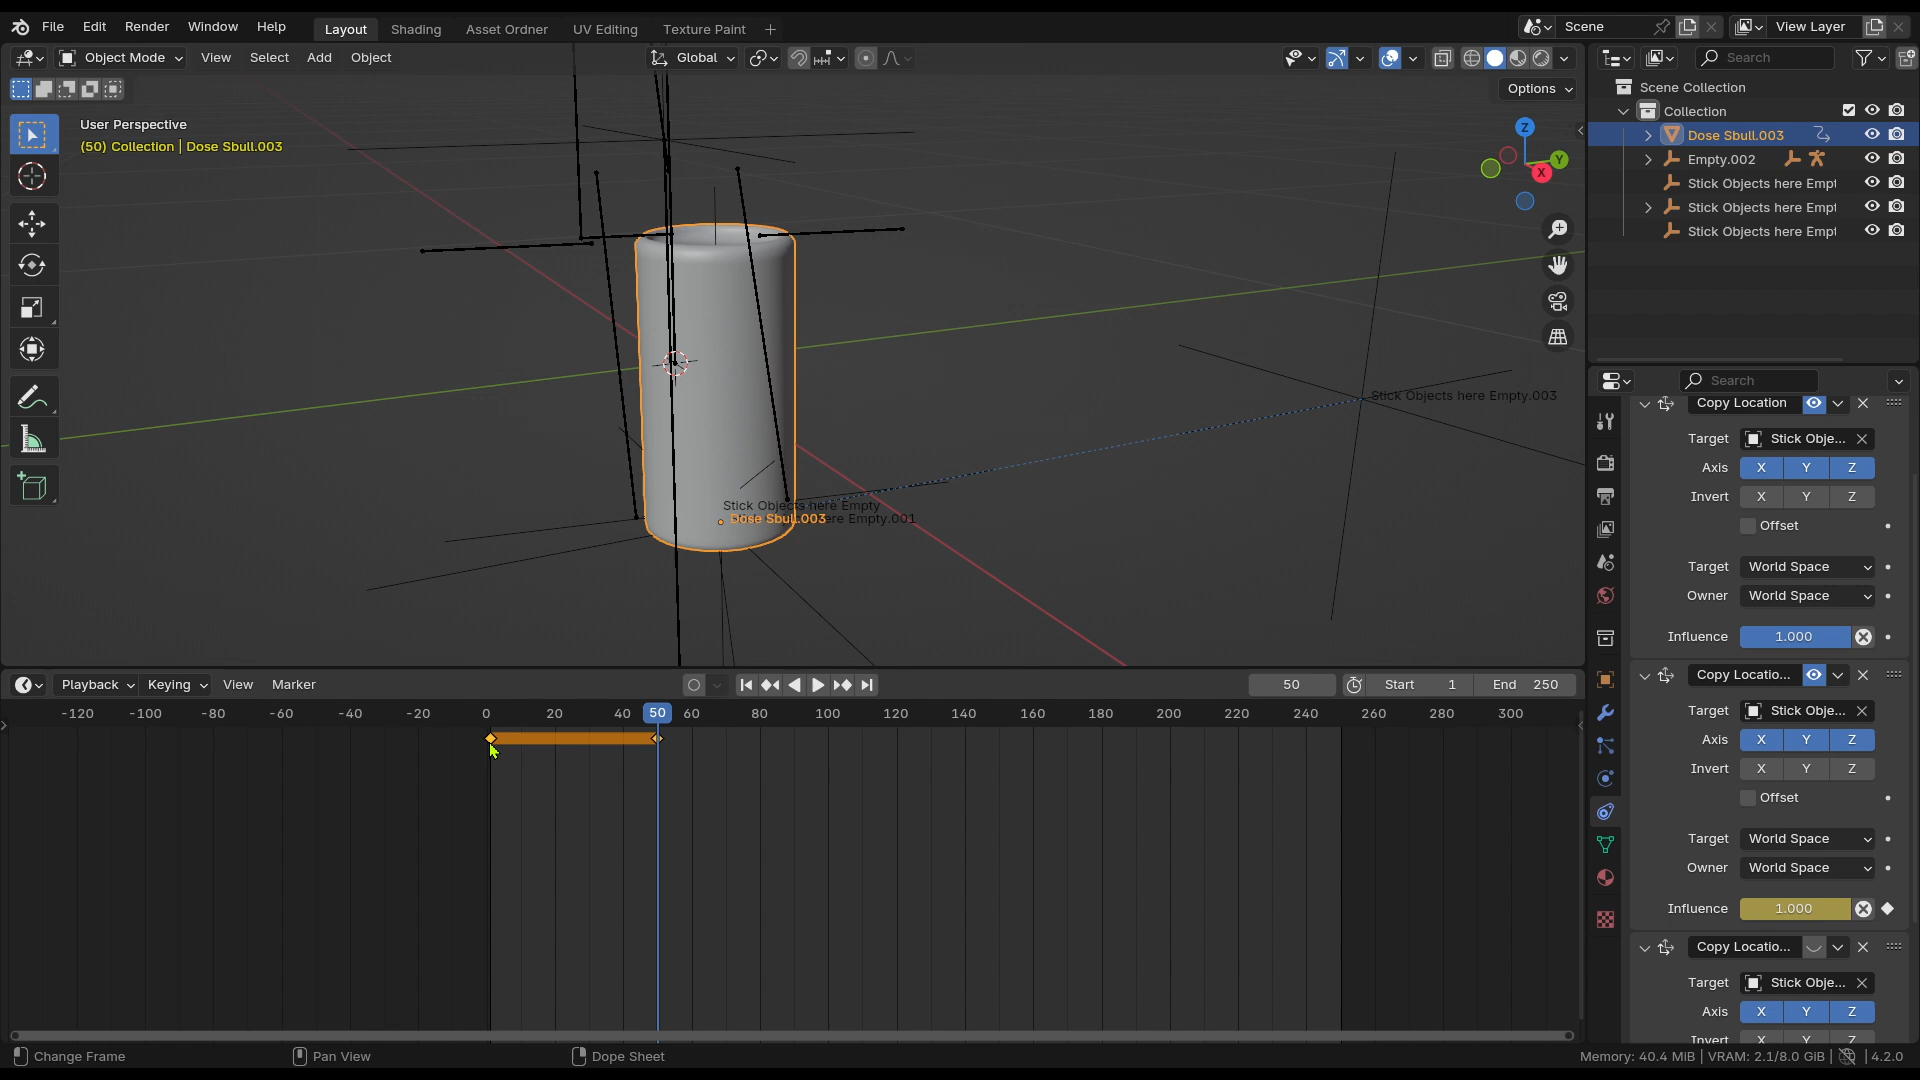 File Edit Render Window Help Layout Shading Asset Ordner UV Editing Texture Paint + Scene View Layer
Object Mode View Select Add Object Global
Options
User Perspective
(50) Collection | Dose Sbull.003
Z
Y
X
Stick Objects here Empty.003
Stick Objects here Empty
Dose Sbull.003
ere Empty.001
Search
Scene Collection
Collection
Dose Sbull.003
Empty.002
Stick Objects here Empt
Stick Objects here Empt
Stick Objects here Empt
Search
Copy Location
Target Stick Obje...
Axis X Y Z
Invert X Y Z
Offset
Target World Space
Owner World Space
Influence 1.000
Copy Locatio...
Target Stick Obje...
Axis X Y Z
Invert X Y Z
Offset
Target World Space
Owner World Space
Influence 1.000
Copy Locatio...
Target Stick Obje...
Axis X Y Z
Invert X Y Z
Playback Keying View Marker 50 Start 1 End 250
-120 -100 -80 -60 -40 -20 0 20 40 50 60 80 100 120 140 160 180 200 220 240 260 280 300
Change Frame Pan View Dope Sheet Memory: 40.4 MiB | VRAM: 2.1/8.0 GiB | 4.2.0